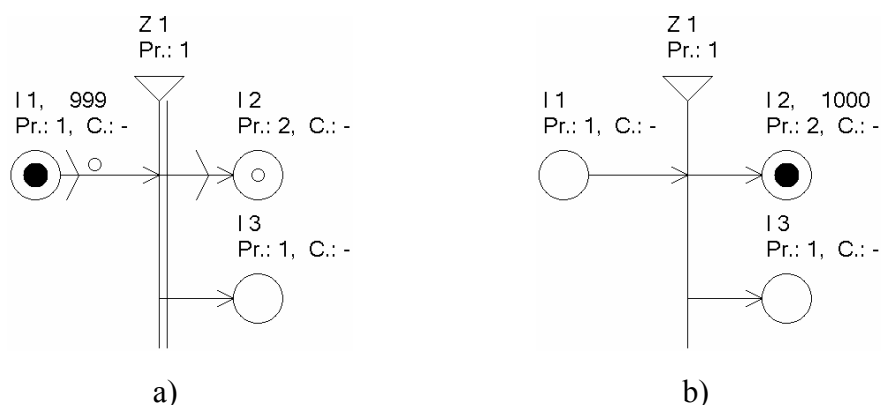 Z 1
Pr.: 1
I 1, 999
Pr.: 1, C.: -
I 2
Pr.: 2, C.: -
I 3
Pr.: 1, C.: -
a)
Z 1
Pr.: 1
I 1
Pr.: 1, C.: -
I 2, 1000
Pr.: 2, C.: -
I 3
Pr.: 1, C.: -
b)